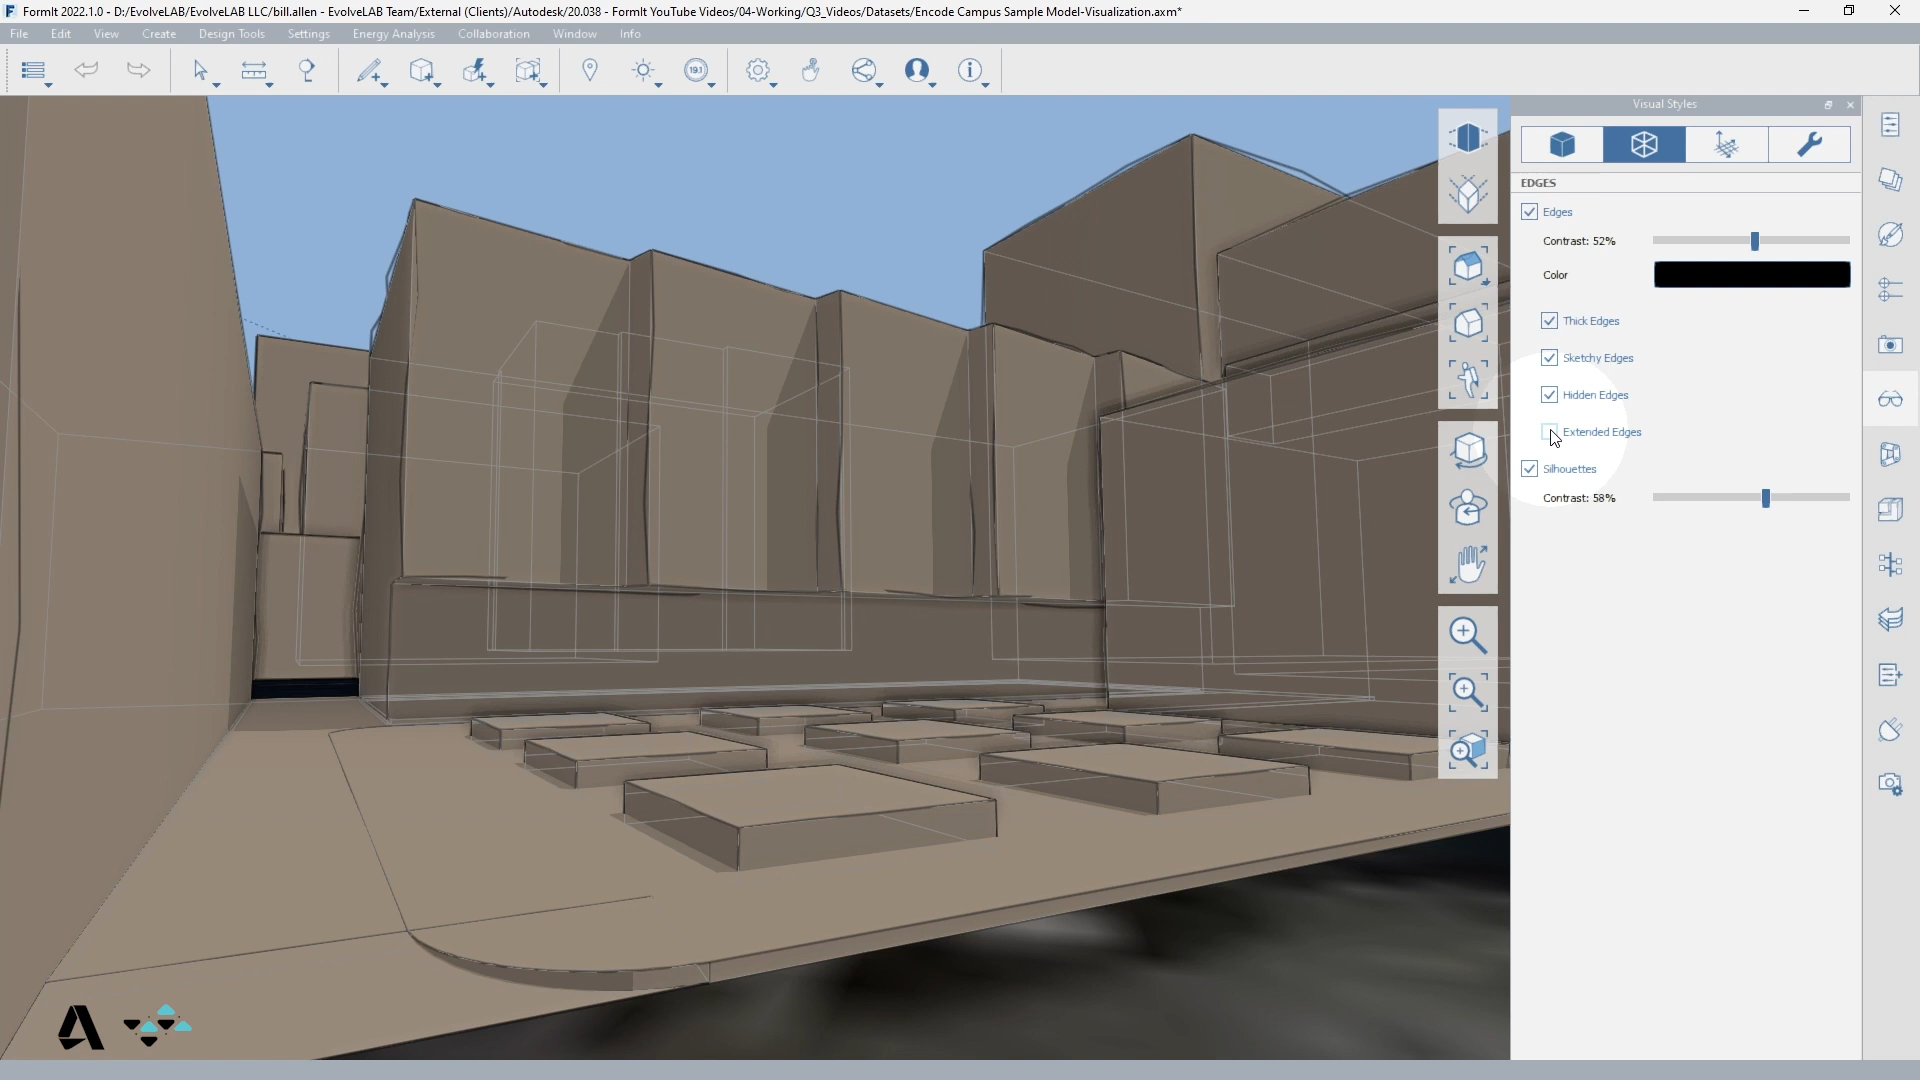 FormIt 2022.1.0 - D:/EvolveLAB/EvolveLAB LLC/bill.allen - EvolveLAB Team/External (Clients)/Autodesk/20.038 - FormIt YouTube Videos/04-Working/Q3_Videos/Datasets/Encode Campus Sample Model-Visualization.axm*
File Edit View Create Design Tools Settings Energy Analysis Collaboration Window Info
19.1
Visual Styles
EDGES
Edges
Contrast: 52%
Color
Thick Edges
Sketchy Edges
Hidden Edges
Extended Edges
Silhouettes
Contrast: 58%